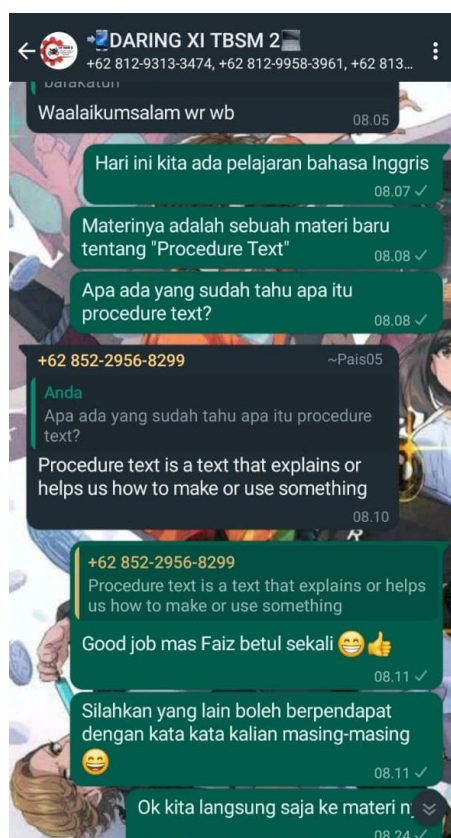 DARING XI TBSM 2
+62 812-9313-3474, +62 812-9958-3961, +62 813...
barakatuh
Waalaikumsalam wr wb
08.05
Hari ini kita ada pelajaran bahasa Inggris
08.07
Materinya adalah sebuah materi baru
tentang "Procedure Text"
08.08
Apa ada yang sudah tahu apa itu
procedure text?
08.08
+62 852-2956-8299 ~Pais05
Anda
Apa ada yang sudah tahu apa itu procedure
text?
Procedure text is a text that explains or
helps us how to make or use something
08.10
R
+62 852-2956-8299
Procedure text is a text that explains or helps
us how to make or use something
Good job mas Faiz betul sekali 😁👍
08.11
Silahkan yang lain boleh berpendapat
dengan kata kata kalian masing-masing
😄
08.11
Ok kita langsung saja ke materi
08.24